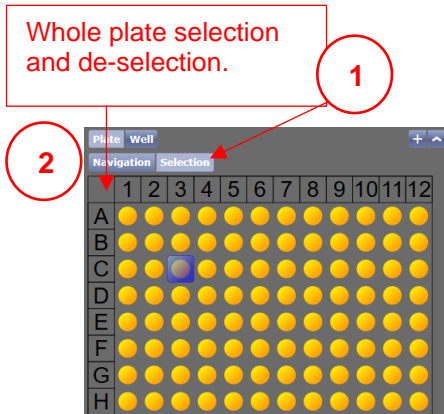 Whole plate selection
and de-selection.
1
2
Plate Well +
Navigation Selection
1 2 3 4 5 6 7 8 9 10 11 12
A
B
C
D
E
F
G
H